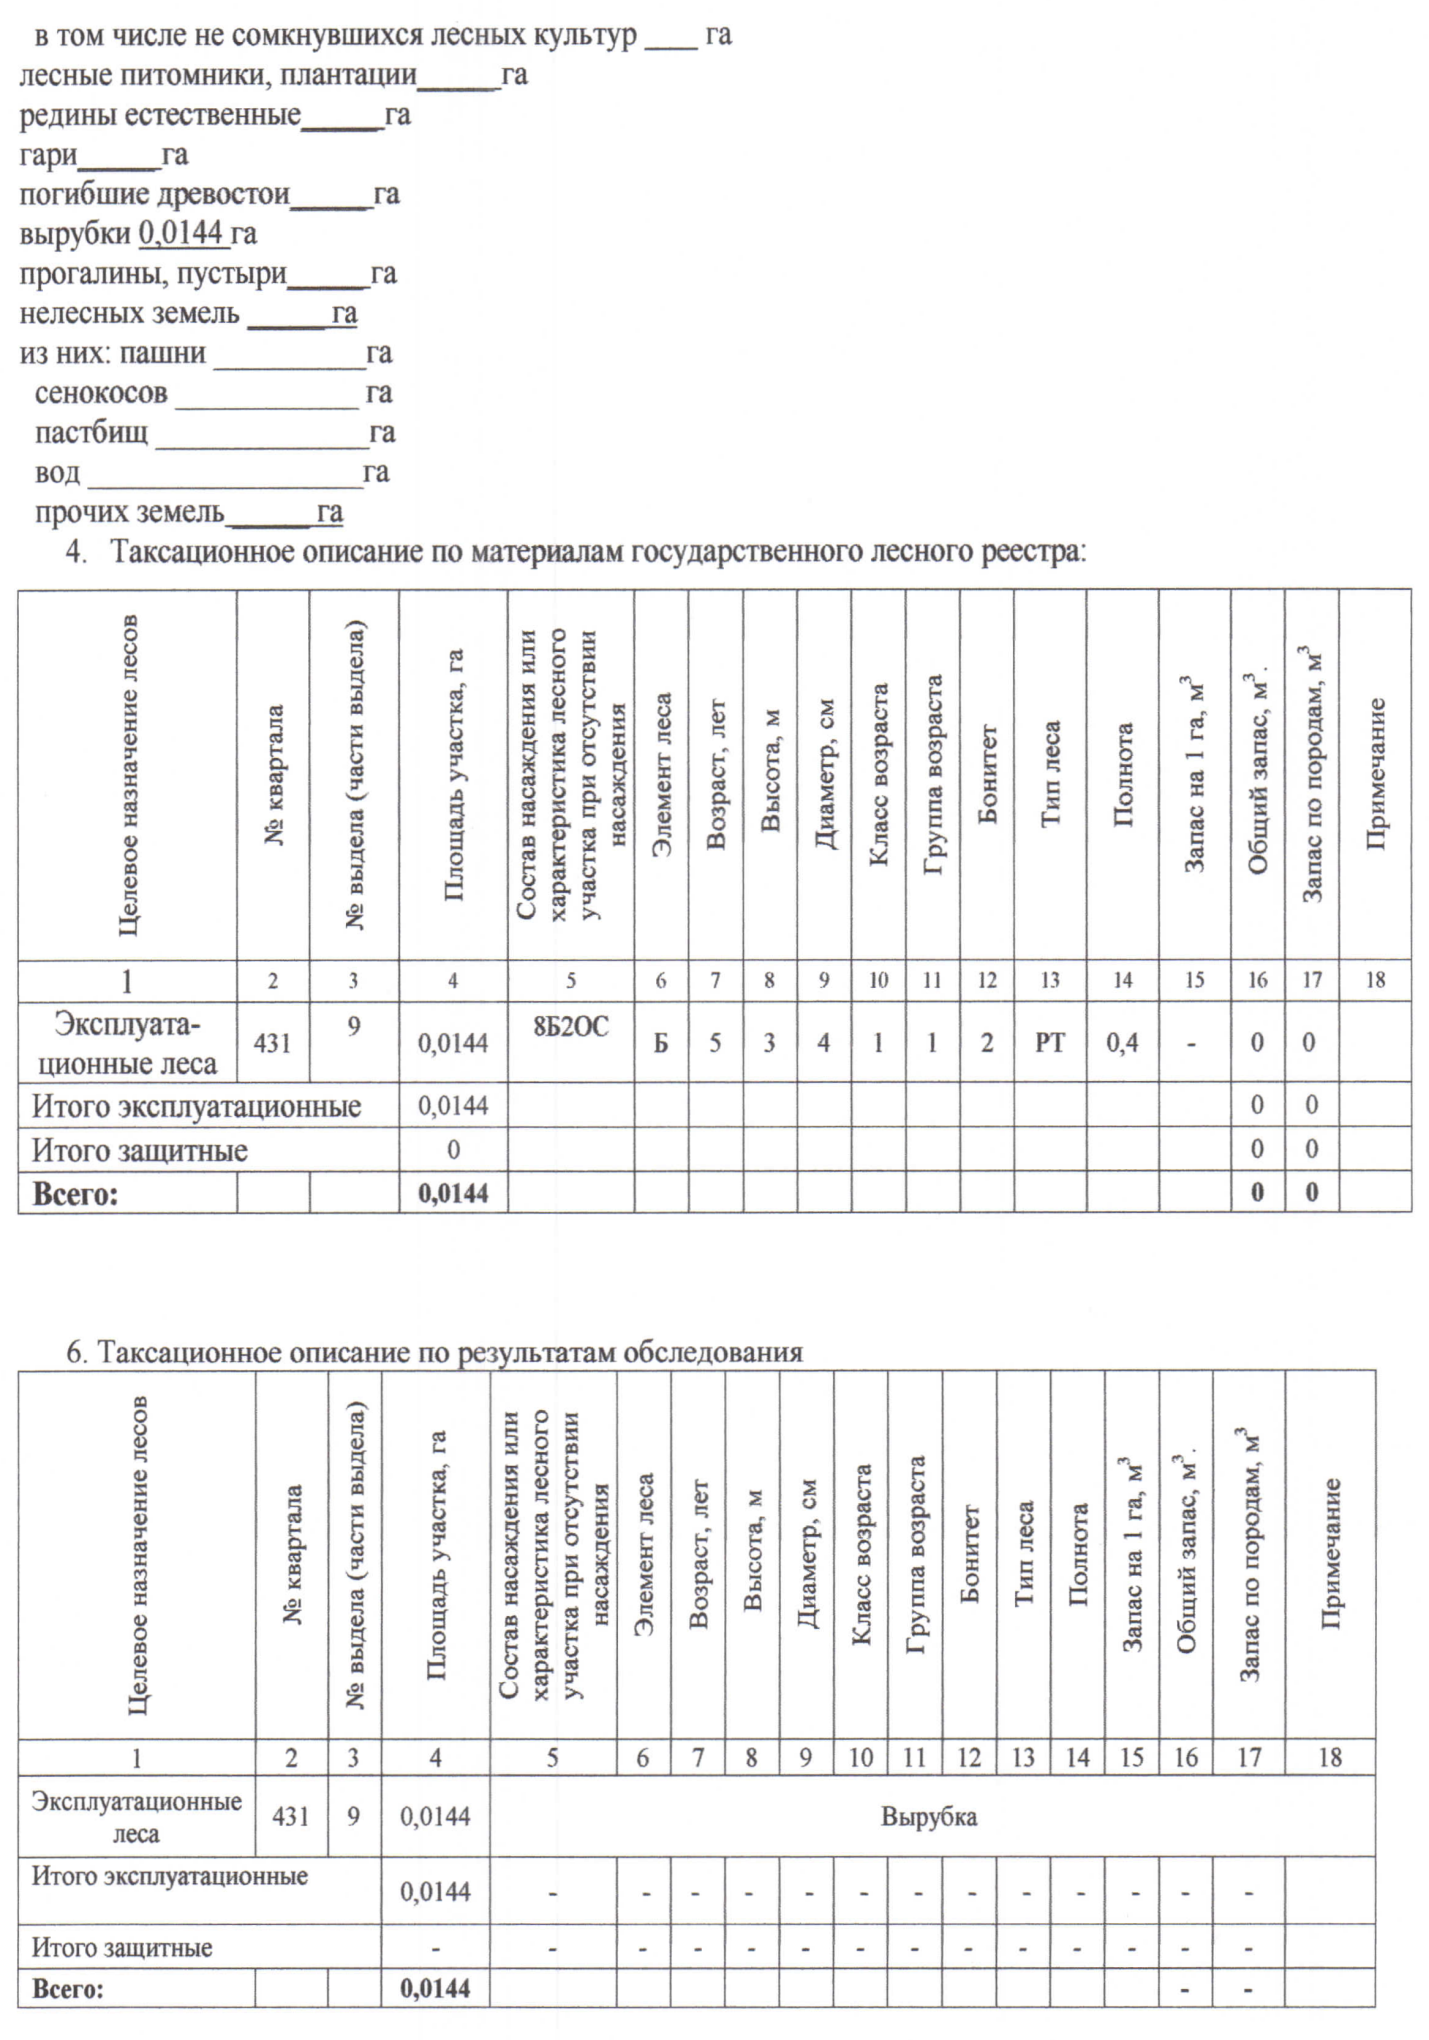 в том числе не сомкнувшихся лесных культур ____ га
лесные питомники, плантации______га
редины естественные______га
гари______га
погибшие древостои______га
вырубки 0,0144 га
прогалины, пустыри______га
нелесных земель ______га
из них: пашни ___________га
сенокосов _____________ га
пастбищ _______________га
вод ___________________га
прочих земель______га
4. Таксационное описание по материалам государственного лесного реестра:
Целевое назначение лесов
№ квартала
№ выдела (части выдела)
Площадь участка, га
Состав насаждения или
характеристика лесного
участка при отсутствии
насаждения
Элемент леса
Возраст, лет
Высота, м
Диаметр, см
Класс возраста
Группа возраста
Бонитет
Тип леса
Полнота
Запас на 1 га, м³
Общий запас, м³.
Запас по породам, м³
Примечание
1 2 3 4 5 6 7 8 9 10 11 12 13 14 15 16 17 18
Эксплуата-
ционные леса 431 9 0,0144 8Б2ОС Б 5 3 4 1 1 2 РТ 0,4 - 0 0
Итого эксплуатационные 0,0144 0 0
Итого защитные 0 0 0
Всего: 0,0144 0 0
6. Таксационное описание по результатам обследования
Целевое назначение лесов
№ квартала
№ выдела (части выдела)
Площадь участка, га
Состав насаждения или
характеристика лесного
участка при отсутствии
насаждения
Элемент леса
Возраст, лет
Высота, м
Диаметр, см
Класс возраста
Группа возраста
Бонитет
Тип леса
Полнота
Запас на 1 га, м³
Общий запас, м³.
Запас по породам, м³
Примечание
1 2 3 4 5 6 7 8 9 10 11 12 13 14 15 16 17 18
Эксплуатационные
леса 431 9 0,0144 Вырубка
Итого эксплуатационные 0,0144 - - - - - - - - - - - - -
Итого защитные - - - - - - - - - - - - - -
Всего: 0,0144 - -